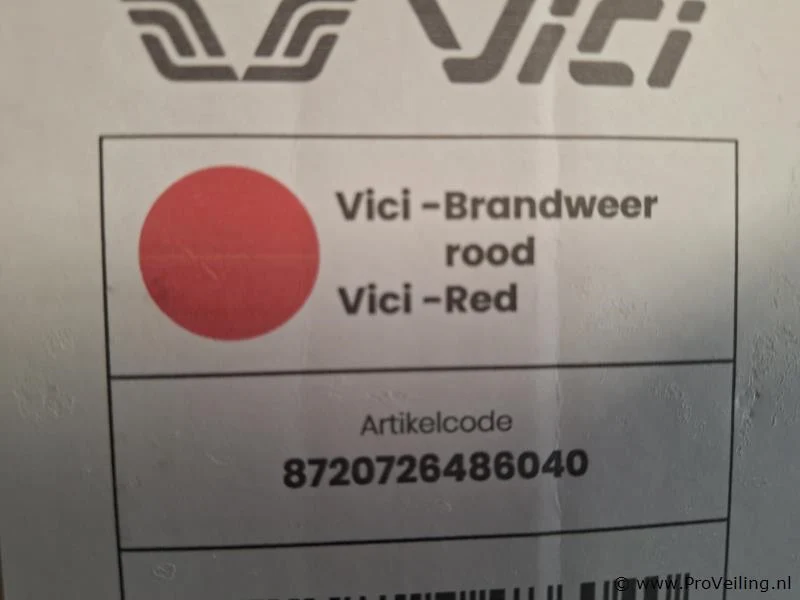 Vici
Vici -Brandweer
rood
Vici -Red
Artikelcode
8720726486040
© www.ProVeiling.nl